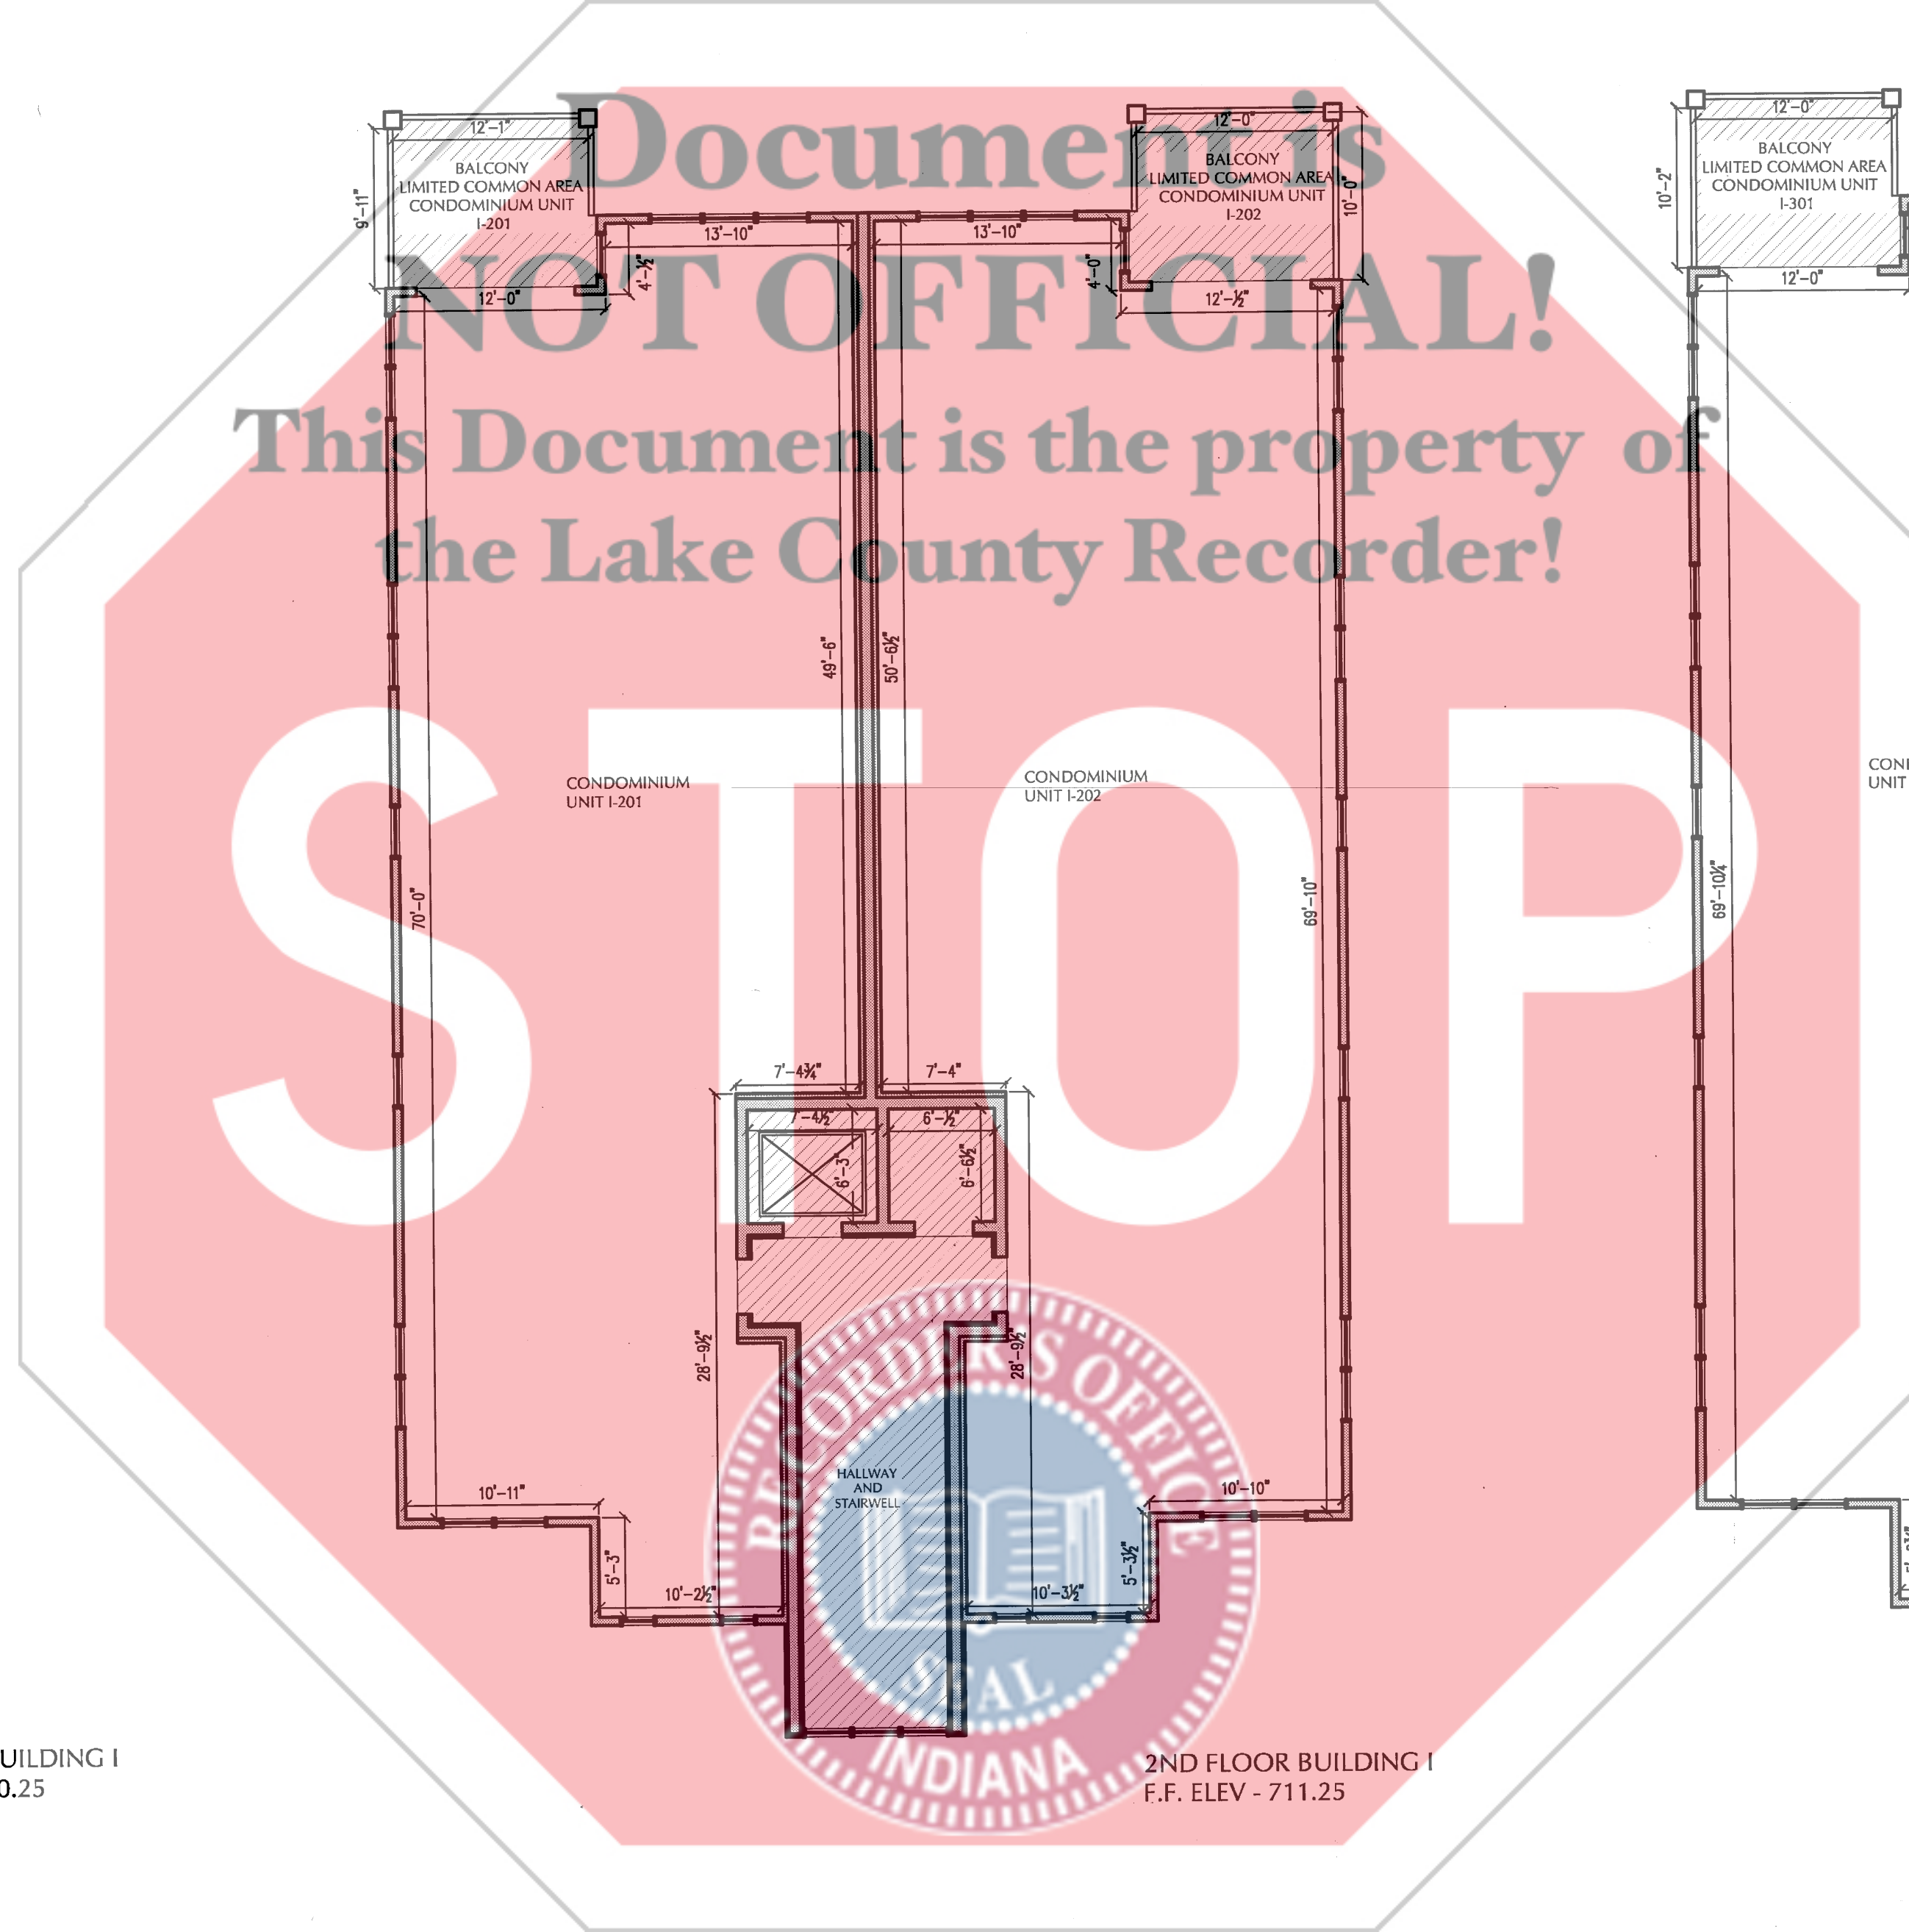 Document is
NOT OFFICIAL!
This Document is the property of
the Lake County Recorder!
STOP
12'-1"
BALCONY
LIMITED COMMON AREA
CONDOMINIUM UNIT
I-201
9'-11"
12'-0"
13'-10"
4'-½"
12'-0"
BALCONY
LIMITED COMMON AREA
CONDOMINIUM UNIT
I-202
10'-0"
13'-10"
4'-0"
12'-½"
12'-0"
BALCONY
LIMITED COMMON AREA
CONDOMINIUM UNIT
I-301
10'-2"
12'-0"
49'-6"
50'-6½"
CONDOMINIUM
UNIT I-201
CONDOMINIUM
UNIT I-202
CON
UNIT
70'-0"
69'-10"
69'-10¼"
7'-4¾"
7'-4"
7'-4½"
6'-½"
6'-3"
6'-6½"
28'-9½"
28'-9½"
HALLWAY
AND
STAIRWELL
10'-11"
5'-3"
10'-2½"
10'-10"
5'-3½"
10'-3½"
RECORDER'S OFFICE
SEAL
INDIANA
UILDING I
0.25
2ND FLOOR BUILDING I
F.F. ELEV - 711.25